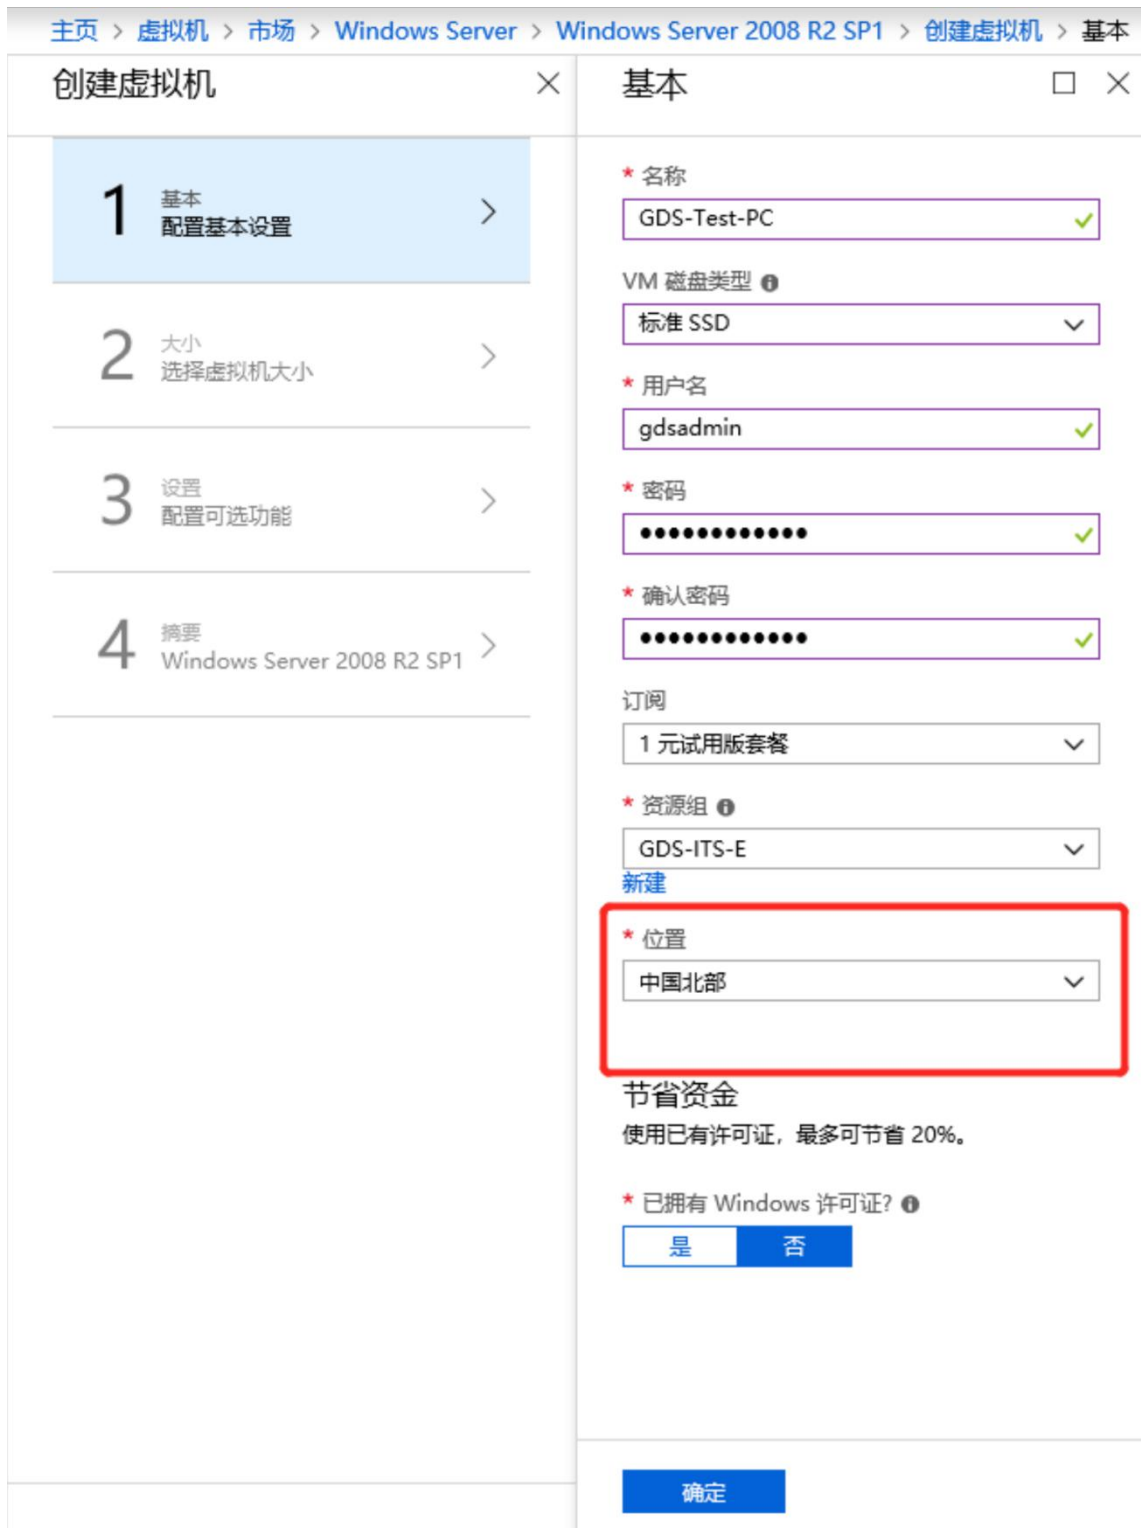 主页 > 虚拟机 > 市场 > Windows Server > Windows Server 2008 R2 SP1 > 创建虚拟机 > 基本
创建虚拟机
1
基本
配置基本设置
2
大小
选择虚拟机大小
3
设置
配置可选功能
4
摘要
Windows Server 2008 R2 SP1
基本
* 名称
GDS-Test-PC
VM 磁盘类型
标准 SSD
* 用户名
gdsadmin
* 密码
••••••••••••
* 确认密码
••••••••••••
订阅
1 元试用版套餐
* 资源组
GDS-ITS-E
新建
* 位置
中国北部
节省资金
使用已有许可证，最多可节省 20%。
* 已拥有 Windows 许可证?
是 否
确定